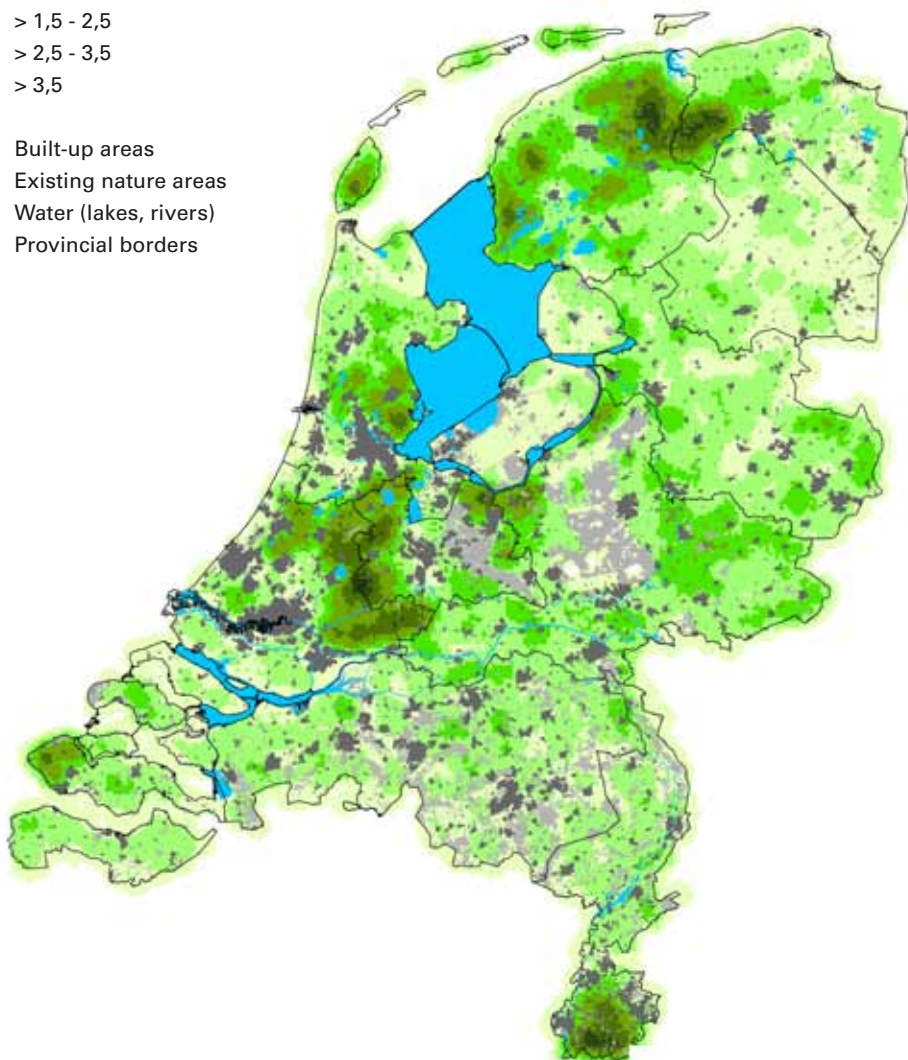 > 1,5 - 2,5
> 2,5 - 3,5
> 3,5
Built-up areas
Existing nature areas
Water (lakes, rivers)
Provincial borders